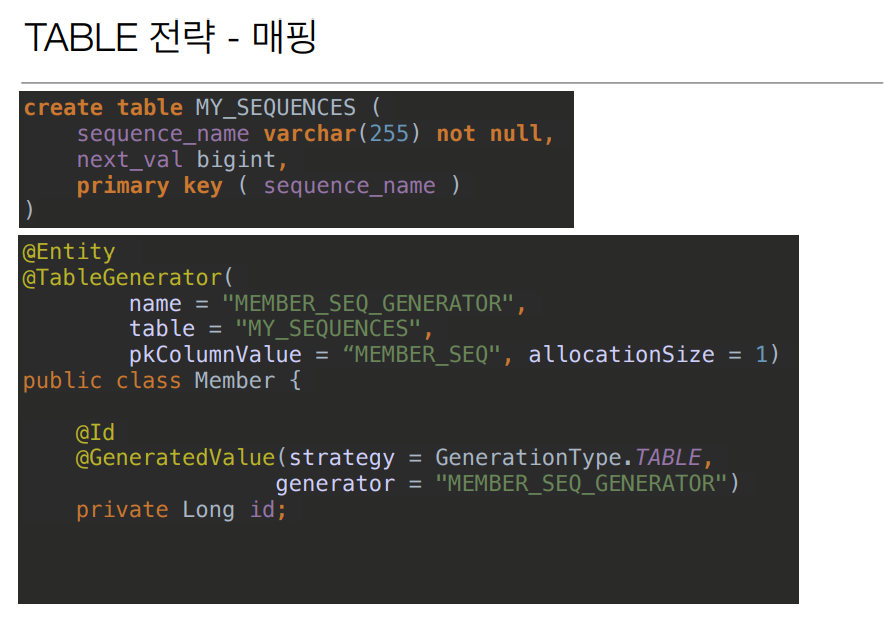 TABLE 전략 - 매핑
create table MY_SEQUENCES (
    sequence_name varchar(255) not null,
    next_val bigint,
    primary key ( sequence_name )
)
@Entity
@TableGenerator(
        name = "MEMBER_SEQ_GENERATOR",
        table = "MY_SEQUENCES",
        pkColumnValue = “MEMBER_SEQ", allocationSize = 1)
public class Member {
    @Id
    @GeneratedValue(strategy = GenerationType.TABLE,
                   generator = "MEMBER_SEQ_GENERATOR")
    private Long id;